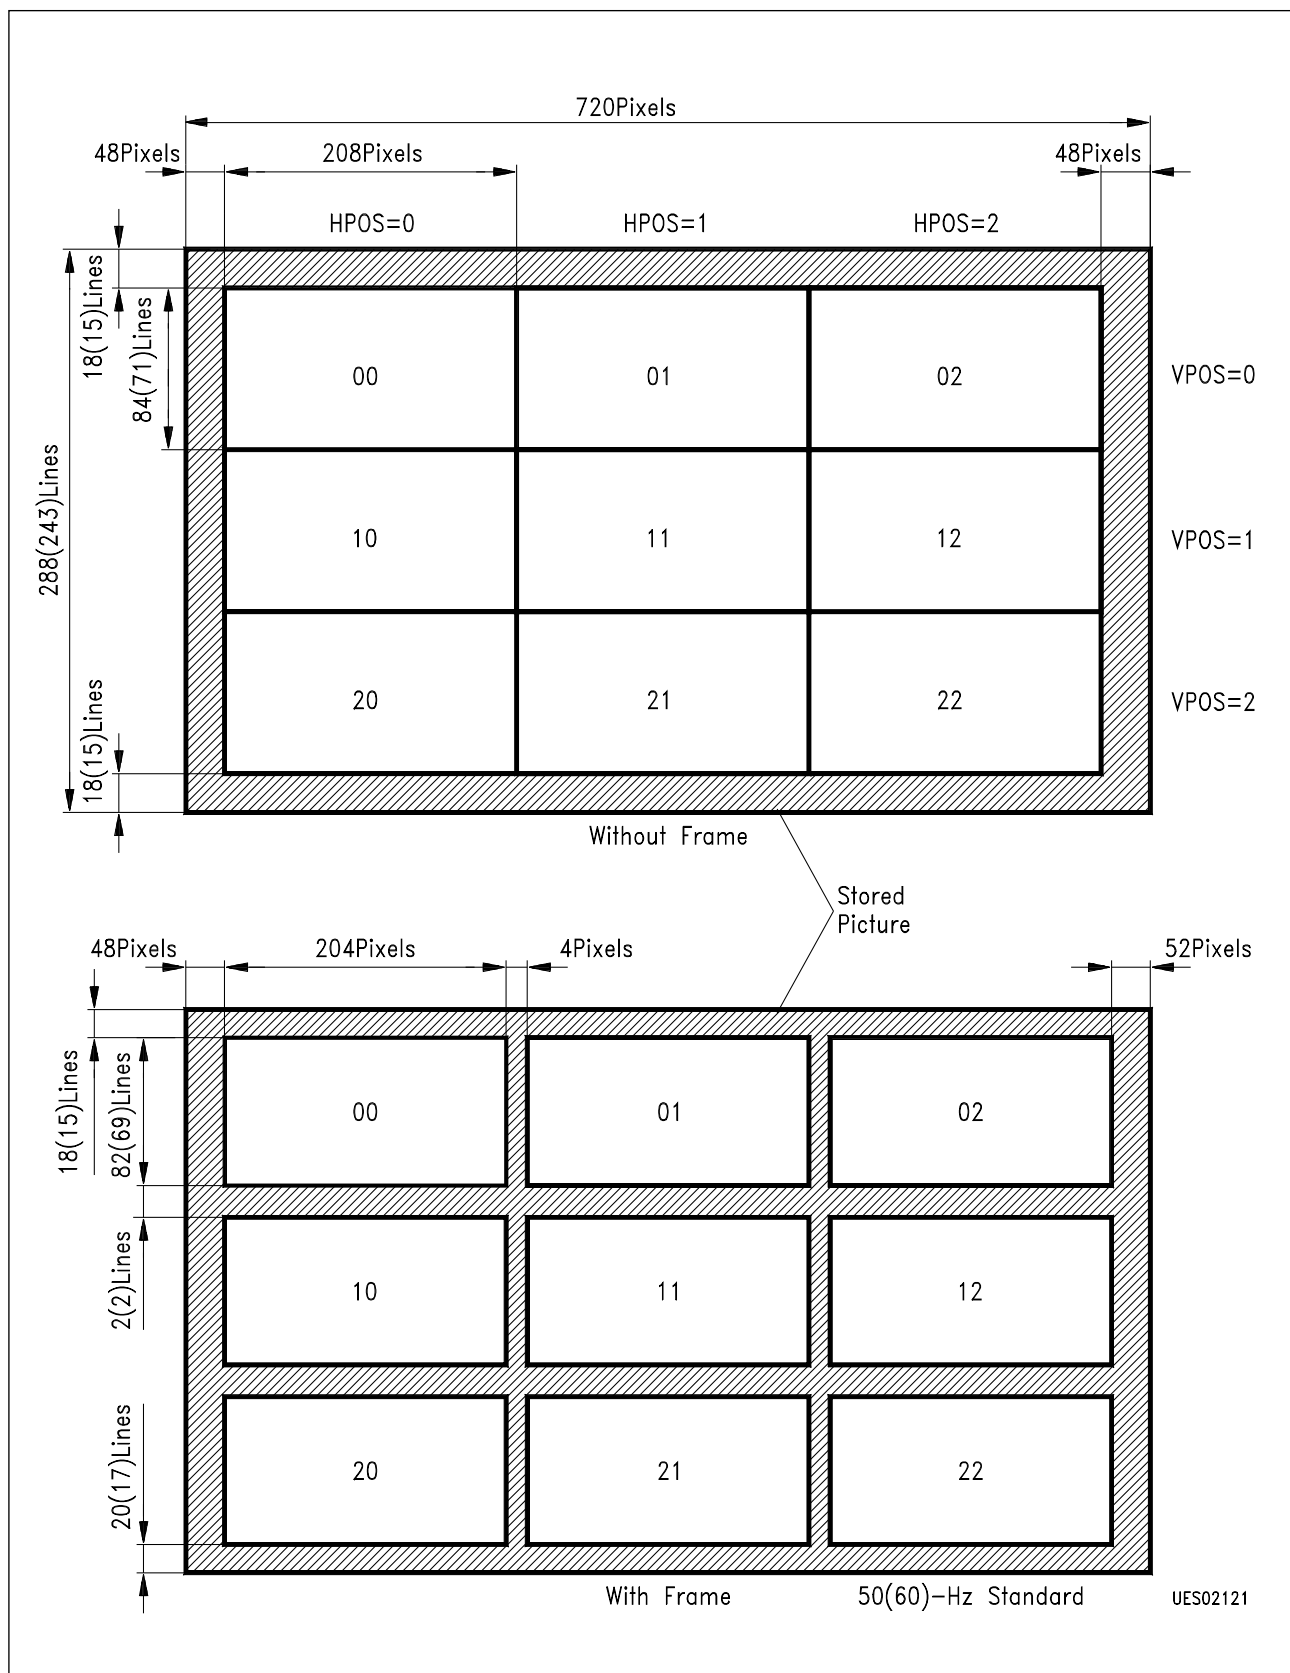 720Pixels
48Pixels 208Pixels 48Pixels
HPOS=0 HPOS=1 HPOS=2
18(15)Lines
84(71)Lines
288(243)Lines
00 01 02 VPOS=0
10 11 12 VPOS=1
20 21 22 VPOS=2
18(15)Lines
Without Frame
Stored
Picture
48Pixels 204Pixels 4Pixels 52Pixels
18(15)Lines
82(69)Lines
00 01 02
2(2)Lines
10 11 12
20(17)Lines
20 21 22
With Frame 50(60)-Hz Standard UES02121